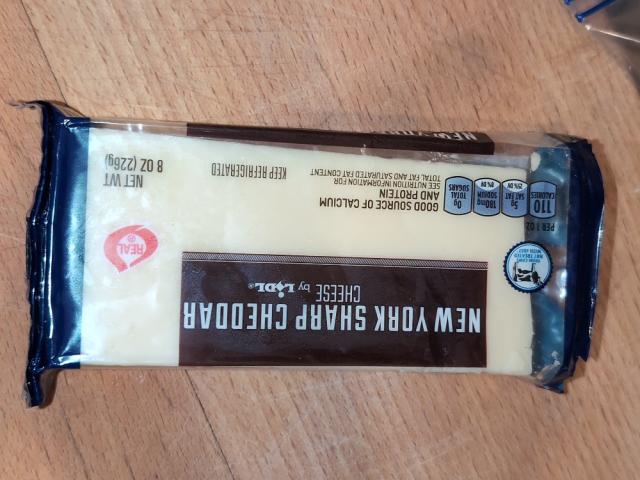 NEW YORK SHARP CHEDDAR
CHEESE by LIDL®
GOOD SOURCE OF CALCIUM
AND PROTEIN
SEE NUTRITION INFORMATION FOR
TOTAL FAT AND SATURATED FAT CONTENT
PER 1 OZ
110
CALORIES
5g
SAT FAT
25% DV
180mg
SODIUM
8% DV
0g
TOTAL
SUGARS
KEEP REFRIGERATED
NET WT
8 OZ (226g)
REAL
®
NEW YORK